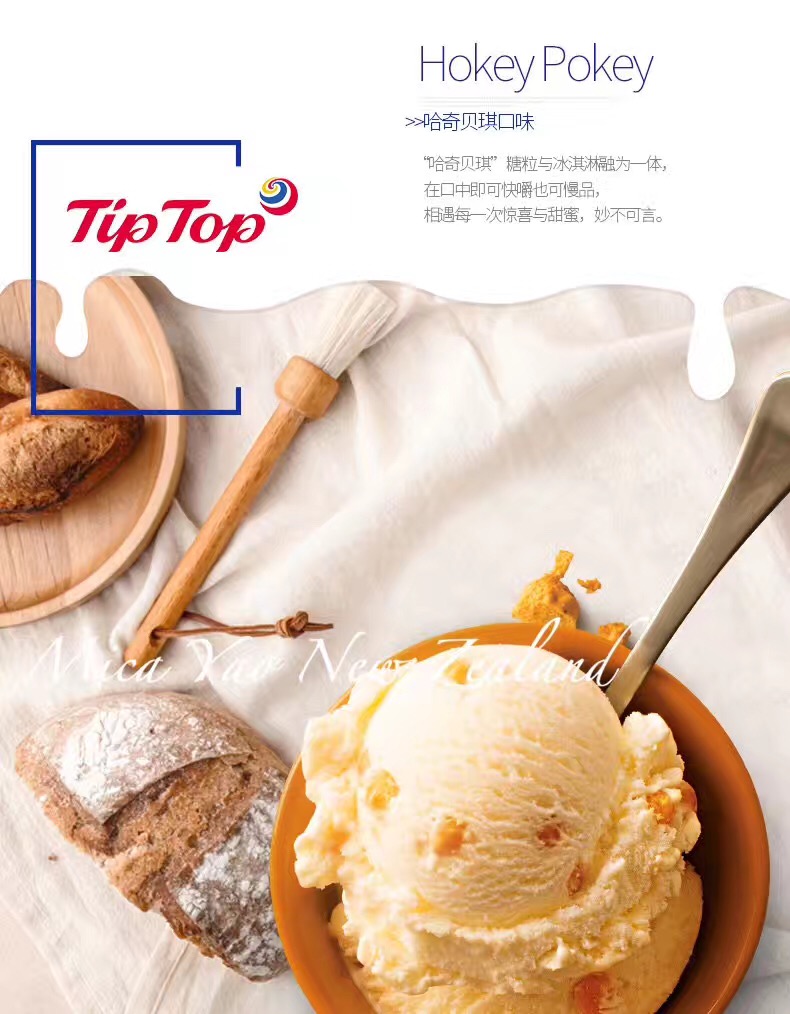 Hokey Pokey
>>哈奇贝琪口味
“哈奇贝琪”糖粒与冰淇淋融为一体，
在口中即可快嚼也可慢品，
相遇每一次惊喜与甜蜜，妙不可言。
Tip Top
Mica Yao New Zealand